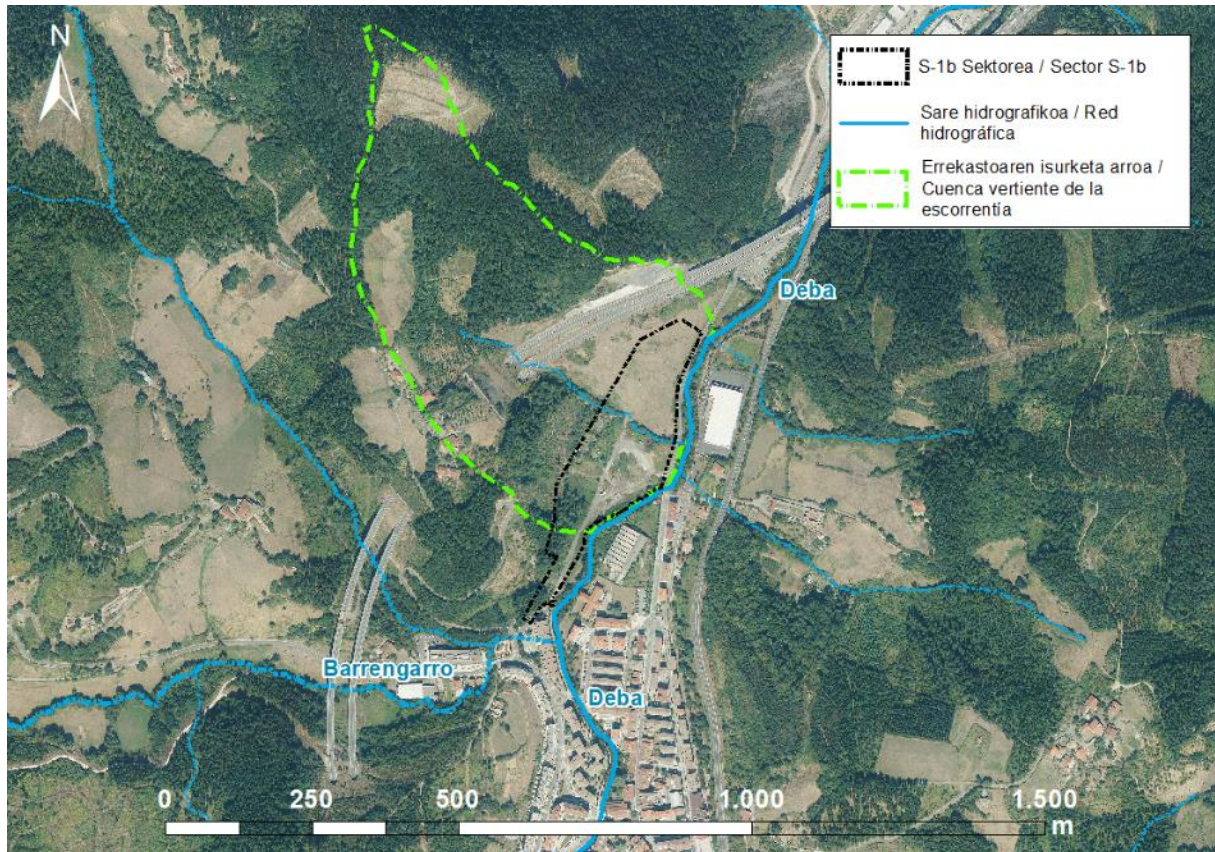 N
S-1b Sektorea / Sector S-1b
Sare hidrografikoa / Red
hidrográfica
Errekastoaren isurketa arroa /
Cuenca vertiente de la
escorrentía
Deba
Barrengarro
Deba
0 250 500 1.000 1.500
m